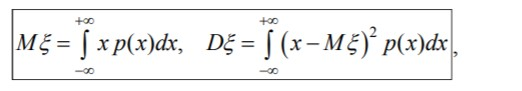 Mξ = ∫_{-∞}^{+∞} x p(x)dx,   Dξ = ∫_{-∞}^{+∞} (x − Mξ)² p(x)dx,